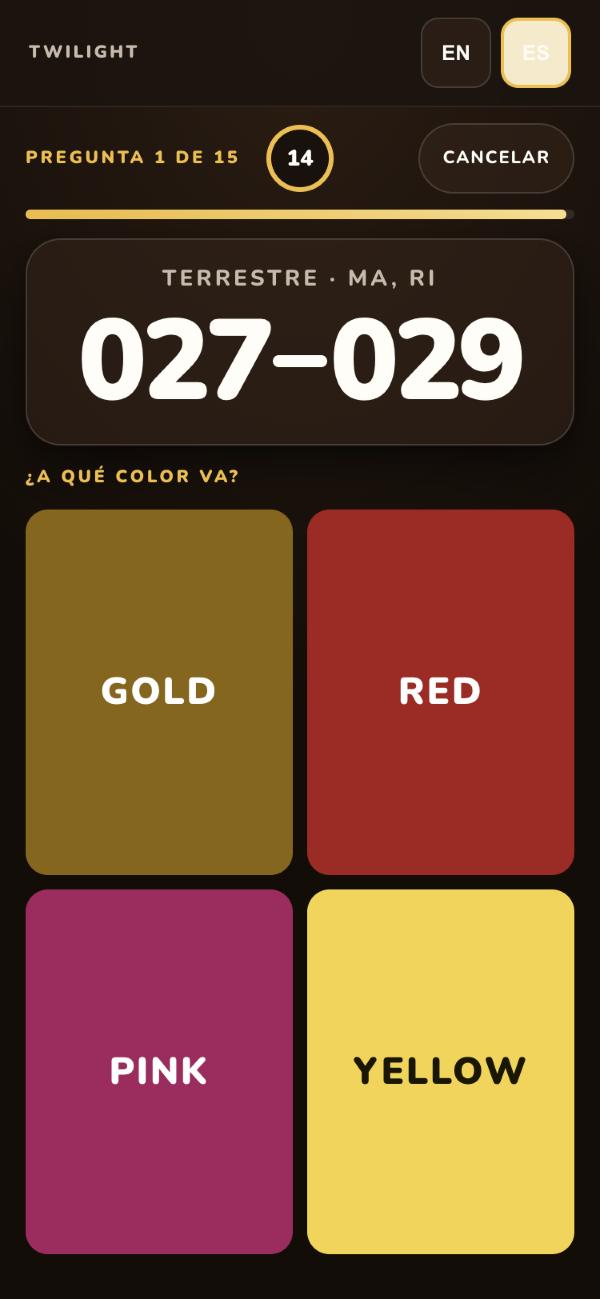 TWILIGHT
EN
ES
PREGUNTA 1 DE 15
14
CANCELAR
TERRESTRE · MA, RI
027–029
¿A QUÉ COLOR VA?
GOLD
RED
PINK
YELLOW